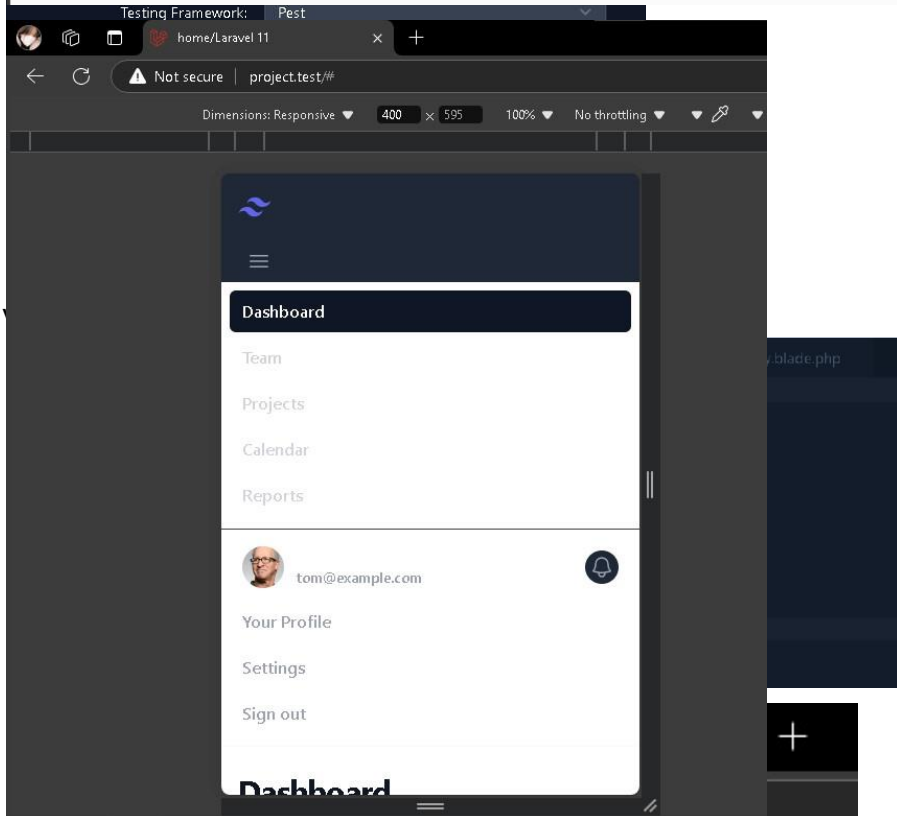 Testing Framework: Pest
home/Laravel 11
Not secure | project.test/#
Dimensions: Responsive 400 × 595 100% No throttling
Dashboard
Team
Projects
Calendar
Reports
.blade.php
tom@example.com
Your Profile
Settings
Sign out
Dashboard